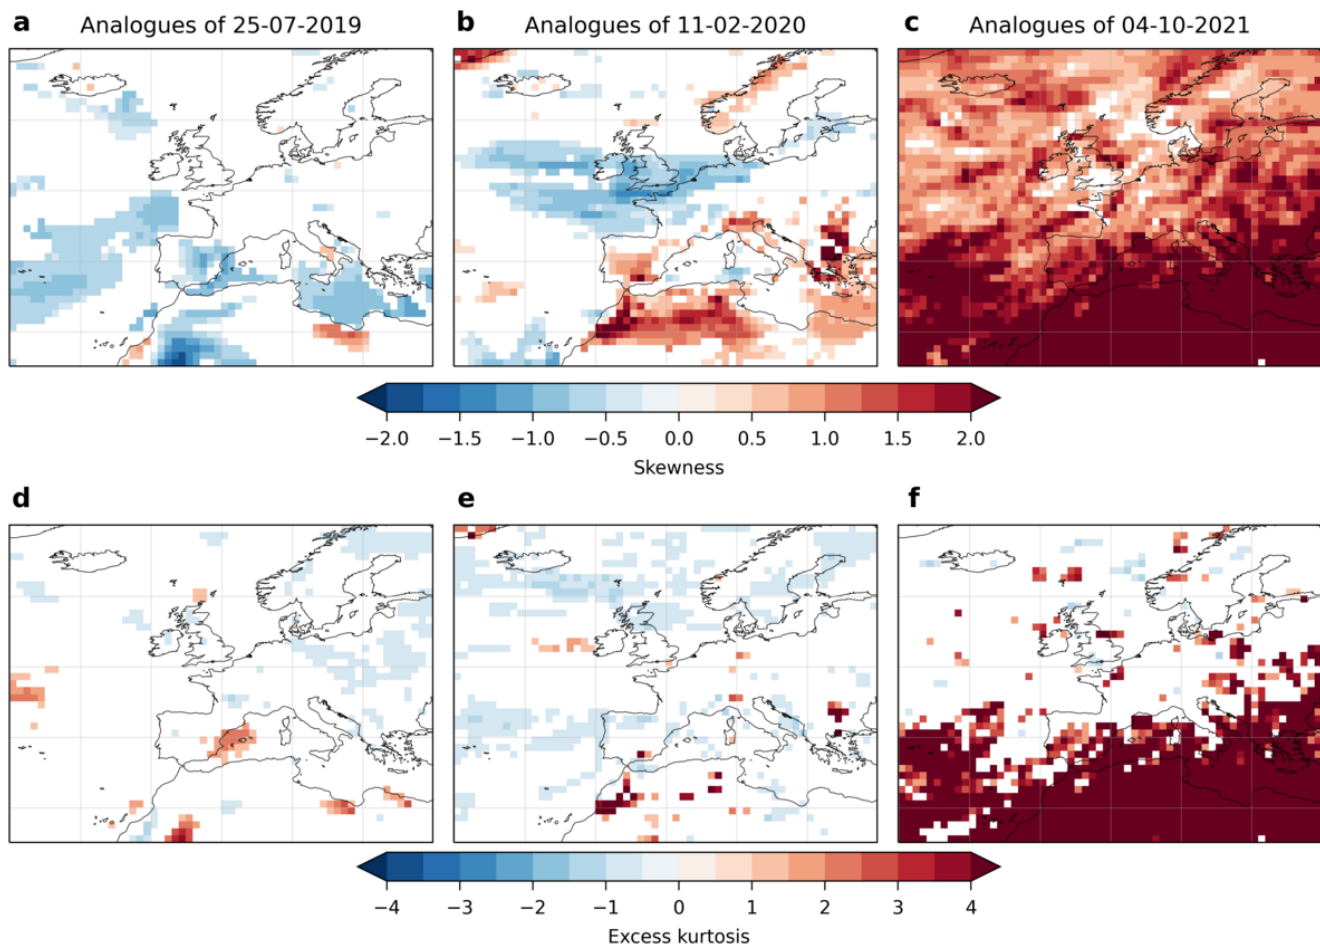 a Analogues of 25-07-2019
b Analogues of 11-02-2020
c Analogues of 04-10-2021
−2.0 −1.5 −1.0 −0.5 0.0 0.5 1.0 1.5 2.0
Skewness
d
e
f
−4 −3 −2 −1 0 1 2 3 4
Excess kurtosis